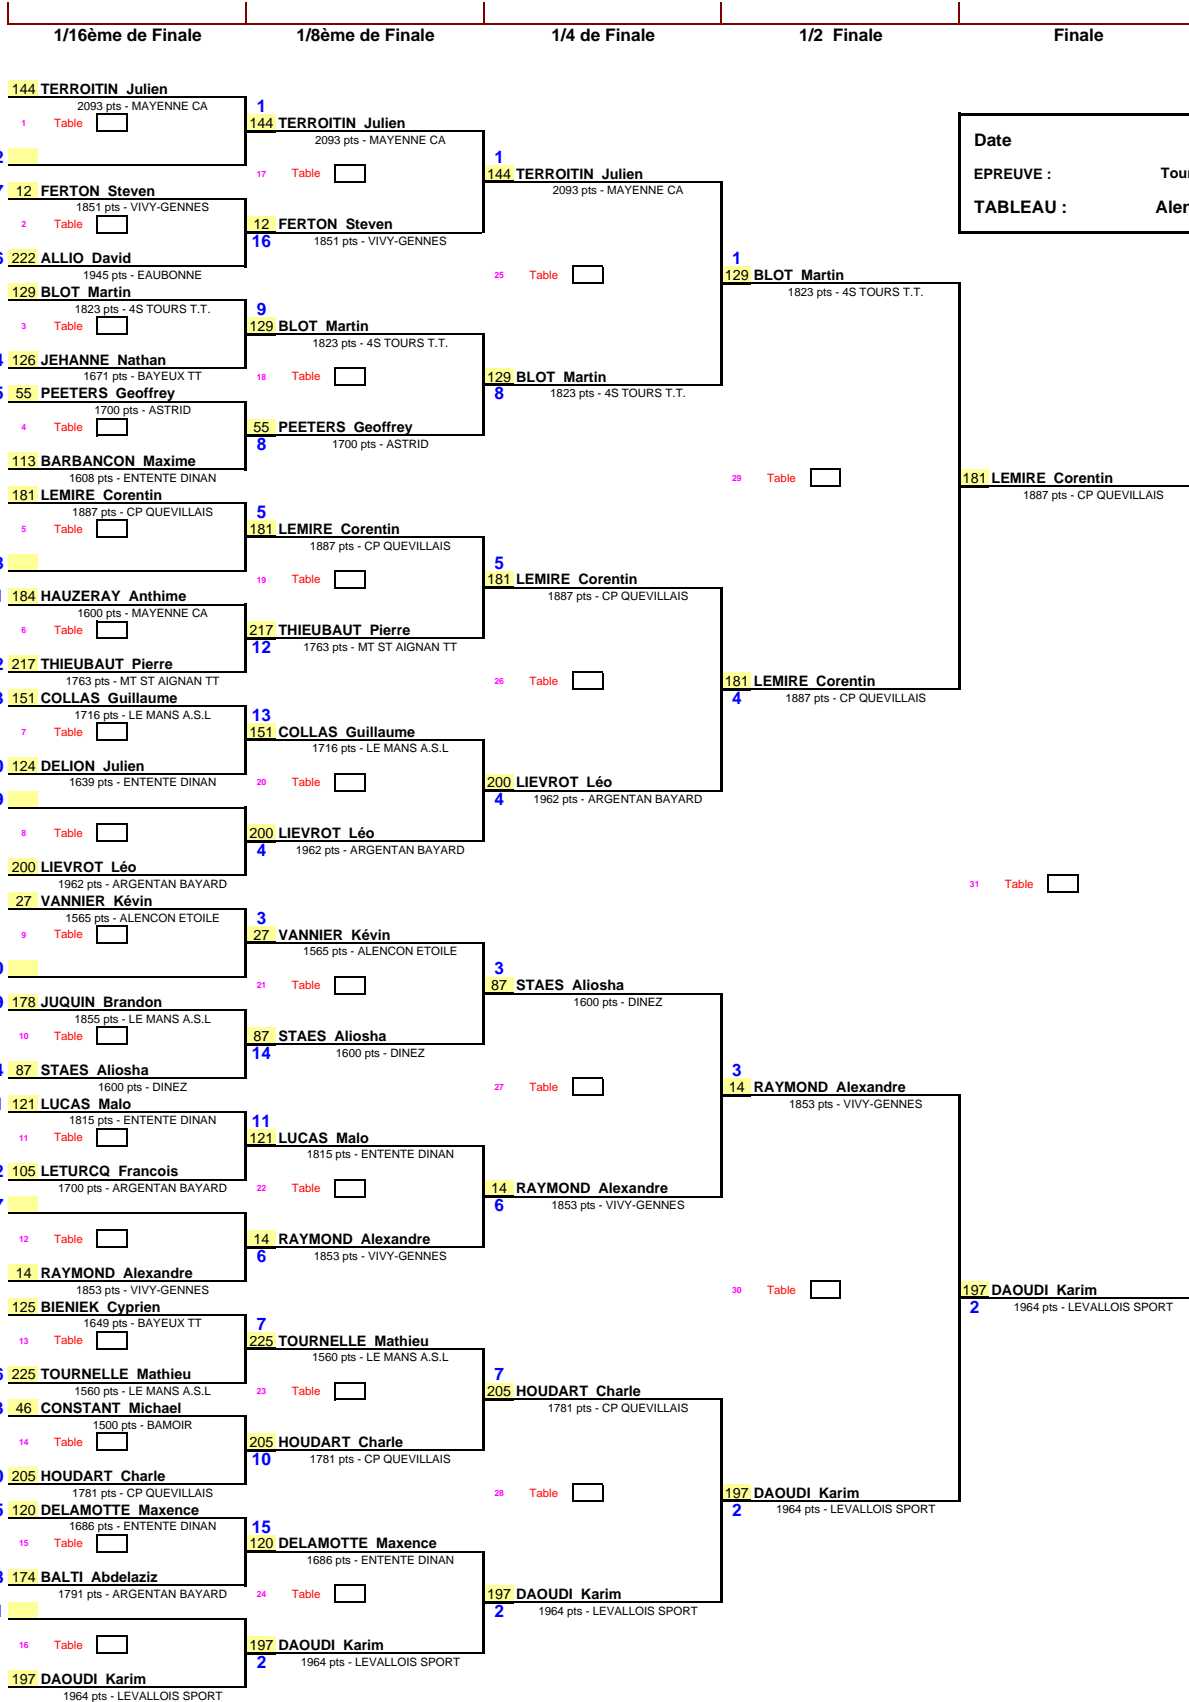 1/16ème de Finale
1/8ème de Finale
1/4 de Finale
1/2 Finale
Finale
Date
EPREUVE :
TABLEAU :
144 TERROITIN Julien
2093 pts - MAYENNE CA
1 Table
12 FERTON Steven
1851 pts - VIVY-GENNES
2 Table
222 ALLIO David
1945 pts - EAUBONNE
129 BLOT Martin
1823 pts - 4S TOURS T.T.
3 Table
126 JEHANNE Nathan
1671 pts - BAYEUX TT
55 PEETERS Geoffrey
1700 pts - ASTRID
4 Table
113 BARBANCON Maxime
1608 pts - ENTENTE DINAN
181 LEMIRE Corentin
1887 pts - CP QUEVILLAIS
5 Table
184 HAUZERAY Anthime
1600 pts - MAYENNE CA
6 Table
217 THIEUBAUT Pierre
1763 pts - MT ST AIGNAN TT
151 COLLAS Guillaume
1716 pts - LE MANS A.S.L
7 Table
124 DELION Julien
1639 pts - ENTENTE DINAN
8 Table
200 LIEVROT Léo
1962 pts - ARGENTAN BAYARD
27 VANNIER Kévin
1565 pts - ALENCON ETOILE
9 Table
178 JUQUIN Brandon
1855 pts - LE MANS A.S.L
10 Table
87 STAES Aliosha
1600 pts - DINEZ
121 LUCAS Malo
1815 pts - ENTENTE DINAN
11 Table
105 LETURCQ Francois
1700 pts - ARGENTAN BAYARD
12 Table
14 RAYMOND Alexandre
1853 pts - VIVY-GENNES
125 BIENIEK Cyprien
1649 pts - BAYEUX TT
13 Table
225 TOURNELLE Mathieu
1560 pts - LE MANS A.S.L
46 CONSTANT Michael
1500 pts - BAMOIR
14 Table
205 HOUDART Charle
1781 pts - CP QUEVILLAIS
120 DELAMOTTE Maxence
1686 pts - ENTENTE DINAN
15 Table
174 BALTI Abdelaziz
1791 pts - ARGENTAN BAYARD
16 Table
197 DAOUDI Karim
1964 pts - LEVALLOIS SPORT
1
144 TERROITIN Julien
2093 pts - MAYENNE CA
17 Table
12 FERTON Steven
16 1851 pts - VIVY-GENNES
9
129 BLOT Martin
1823 pts - 4S TOURS T.T.
18 Table
55 PEETERS Geoffrey
8 1700 pts - ASTRID
5
181 LEMIRE Corentin
1887 pts - CP QUEVILLAIS
19 Table
217 THIEUBAUT Pierre
12 1763 pts - MT ST AIGNAN TT
13
151 COLLAS Guillaume
1716 pts - LE MANS A.S.L
20 Table
200 LIEVROT Léo
4 1962 pts - ARGENTAN BAYARD
3
27 VANNIER Kévin
1565 pts - ALENCON ETOILE
21 Table
87 STAES Aliosha
14 1600 pts - DINEZ
11
121 LUCAS Malo
1815 pts - ENTENTE DINAN
22 Table
14 RAYMOND Alexandre
6 1853 pts - VIVY-GENNES
7
225 TOURNELLE Mathieu
1560 pts - LE MANS A.S.L
23 Table
205 HOUDART Charle
10 1781 pts - CP QUEVILLAIS
15
120 DELAMOTTE Maxence
1686 pts - ENTENTE DINAN
24 Table
197 DAOUDI Karim
2 1964 pts - LEVALLOIS SPORT
1
144 TERROITIN Julien
2093 pts - MAYENNE CA
25 Table
129 BLOT Martin
8 1823 pts - 4S TOURS T.T.
5
181 LEMIRE Corentin
1887 pts - CP QUEVILLAIS
26 Table
200 LIEVROT Léo
4 1962 pts - ARGENTAN BAYARD
3
87 STAES Aliosha
1600 pts - DINEZ
27 Table
14 RAYMOND Alexandre
6 1853 pts - VIVY-GENNES
7
205 HOUDART Charle
1781 pts - CP QUEVILLAIS
28 Table
197 DAOUDI Karim
2 1964 pts - LEVALLOIS SPORT
1
129 BLOT Martin
1823 pts - 4S TOURS T.T.
29 Table
181 LEMIRE Corentin
4 1887 pts - CP QUEVILLAIS
3
14 RAYMOND Alexandre
1853 pts - VIVY-GENNES
30 Table
197 DAOUDI Karim
2 1964 pts - LEVALLOIS SPORT
181 LEMIRE Corentin
1887 pts - CP QUEVILLAIS
31 Table
197 DAOUDI Karim
2 1964 pts - LEVALLOIS SPORT